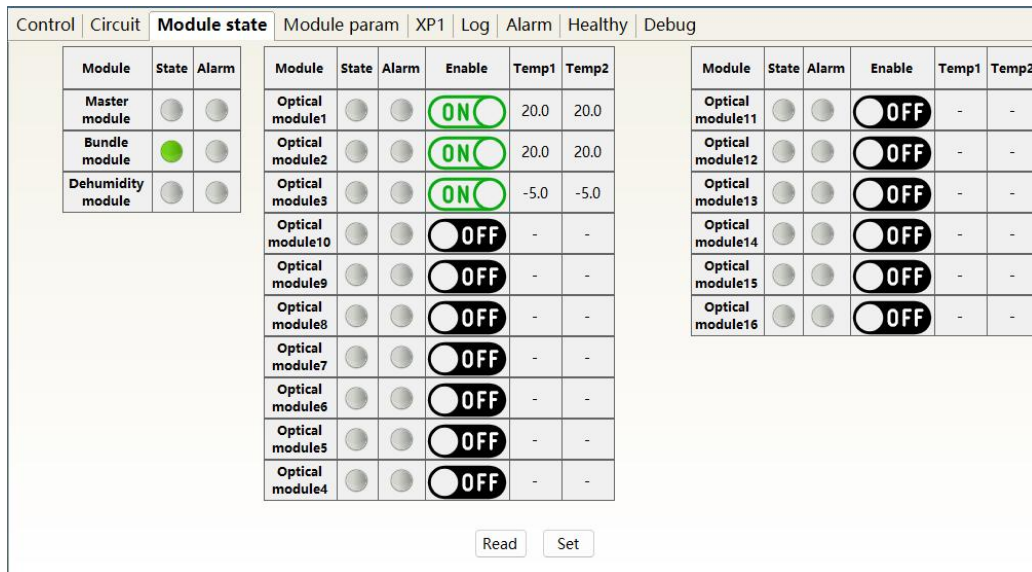 Control Circuit Module state Module param XP1 Log Alarm Healthy Debug
Module State Alarm
Master module
Bundle module
Dehumidity module
Module State Alarm Enable Temp1 Temp2
Optical module1 ON 20.0 20.0
Optical module2 ON 20.0 20.0
Optical module3 ON -5.0 -5.0
Optical module10 OFF - -
Optical module9 OFF - -
Optical module8 OFF - -
Optical module7 OFF - -
Optical module6 OFF - -
Optical module5 OFF - -
Optical module4 OFF - -
Module State Alarm Enable Temp1 Temp2
Optical module11 OFF - -
Optical module12 OFF - -
Optical module13 OFF - -
Optical module14 OFF - -
Optical module15 OFF - -
Optical module16 OFF - -
Read Set